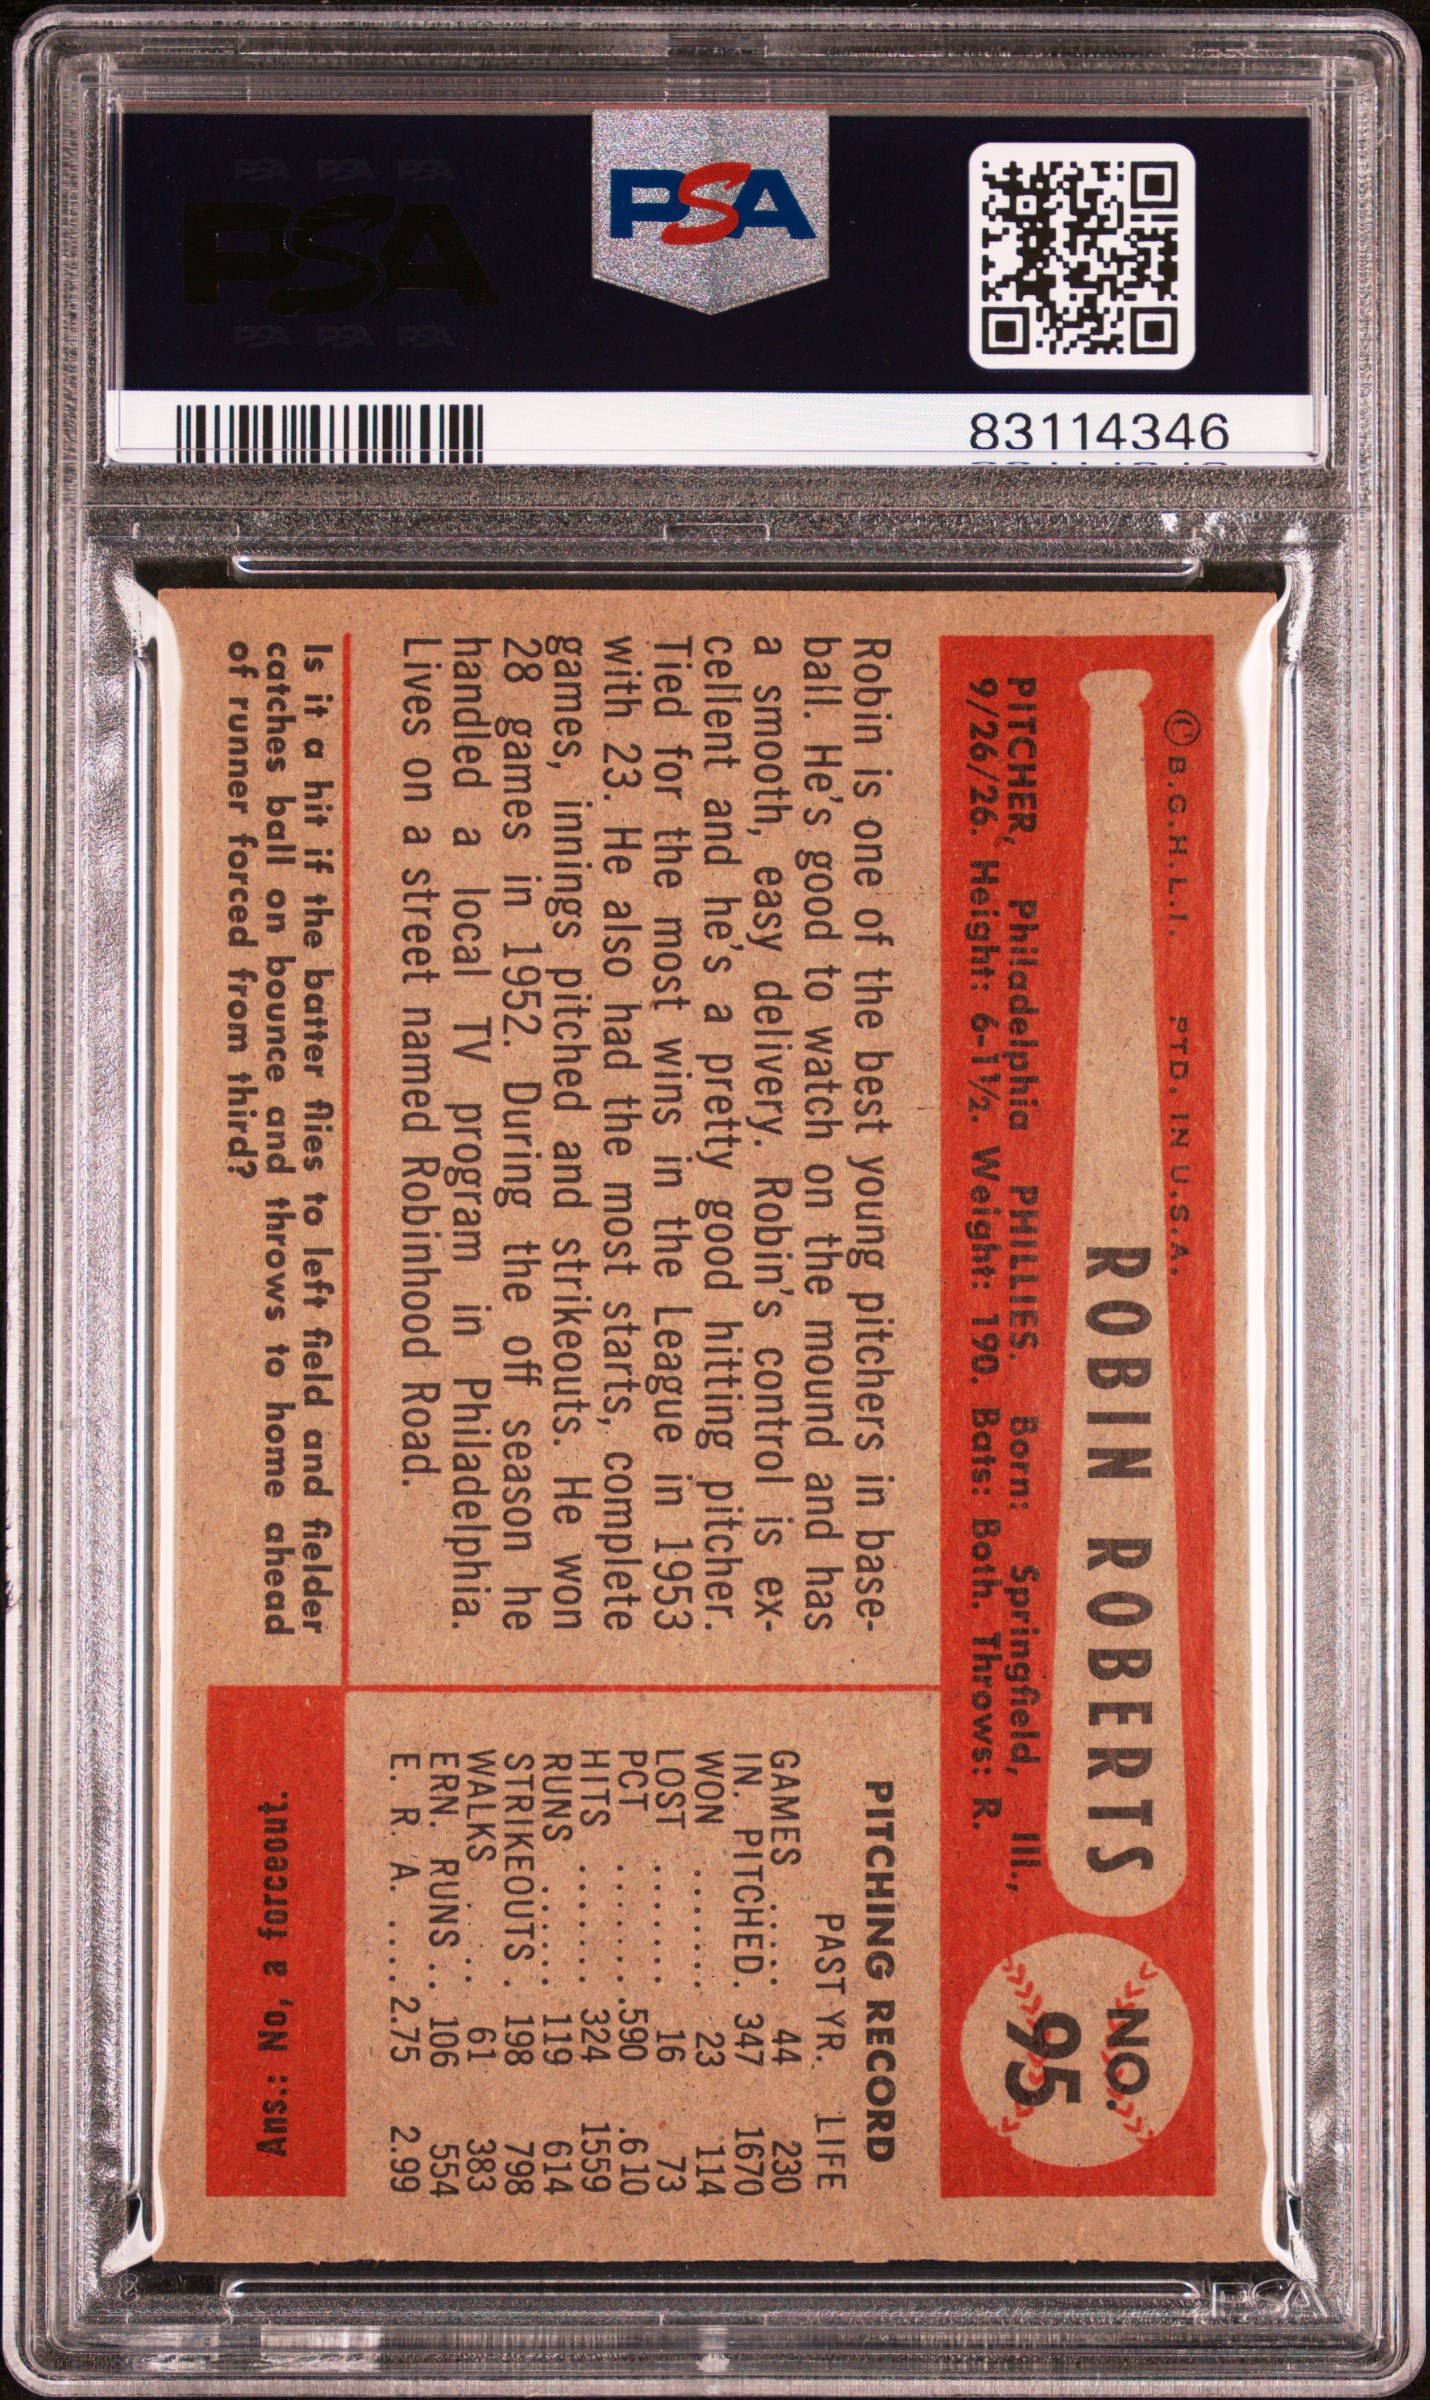 PSA PSA PSA
PSA
PSA PSA PSA
PSA
83114346
© B.G.H.L.I. PTD. IN U.S.A.
ROBIN ROBERTS
NO.
95
PITCHER, Philadelphia PHILLIES. Born: Springfield, Ill.,
9/26/26. Height: 6-1½. Weight: 190. Bats: Both. Throws: R.
Robin is one of the best young pitchers in base-
ball. He's good to watch on the mound and has
a smooth, easy delivery. Robin's control is ex-
cellent and he's a pretty good hitting pitcher.
Tied for the most wins in the League in 1953
with 23. He also had the most starts, complete
games, innings pitched and strikeouts. He won
28 games in 1952. During the off season he
handled a local TV program in Philadelphia.
Lives on a street named Robinhood Road.
PITCHING RECORD
PAST YR. LIFE
GAMES ..... 44 230
IN. PITCHED. 347 1670
WON ...... 23 114
LOST ...... 16 73
PCT ...... .590 .610
HITS ...... 324 1559
RUNS ...... 119 614
STRIKEOUTS . 198 798
WALKS .. 61 383
ERN. RUNS .. 106 554
E. R. A. .... 2.75 2.99
Is it a hit if the batter flies to left field and fielder
catches ball on bounce and throws to home ahead
of runner forced from third?
Ans.: No, a forceout.
PSA